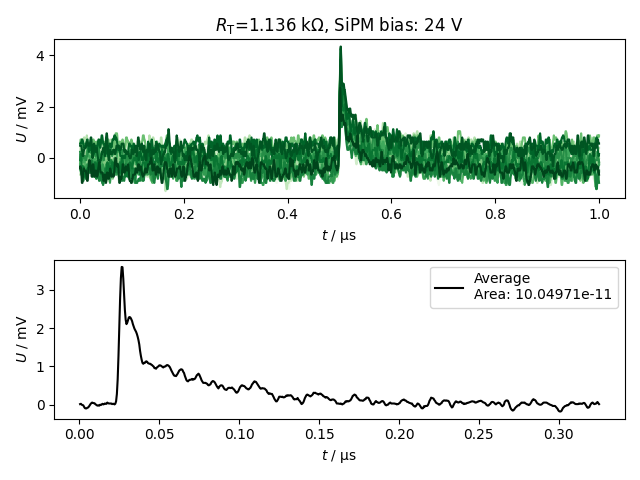 R_T=1.136 kΩ, SiPM bias: 24 V
U / mV
4
2
0
0.0 0.2 0.4 0.6 0.8 1.0
t / μs
Average
Area: 10.04971e-11
U / mV
3
2
1
0
0.00 0.05 0.10 0.15 0.20 0.25 0.30
t / μs